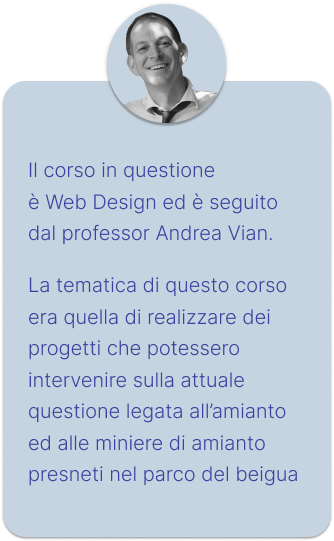 Il corso in questione
è Web Design ed è seguito
dal professor Andrea Vian.
La tematica di questo corso
era quella di realizzare dei
progetti che potessero
intervenire sulla attuale
questione legata all’amianto
ed alle miniere di amianto
presneti nel parco del beigua